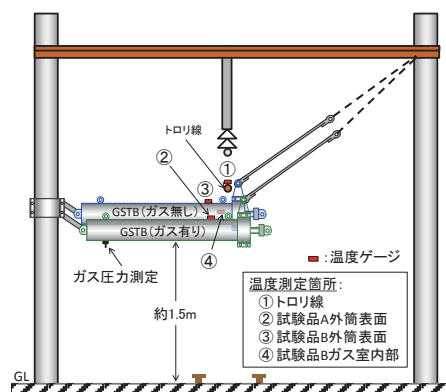 トロリ線
①
②
③
GSTB(ガス無し)
GSTB(ガス有り)
④
ガス圧力測定
約1.5m
:温度ゲージ
温度測定箇所:
①トロリ線
②試験品A外筒表面
③試験品B外筒表面
④試験品Bガス室内部
GL